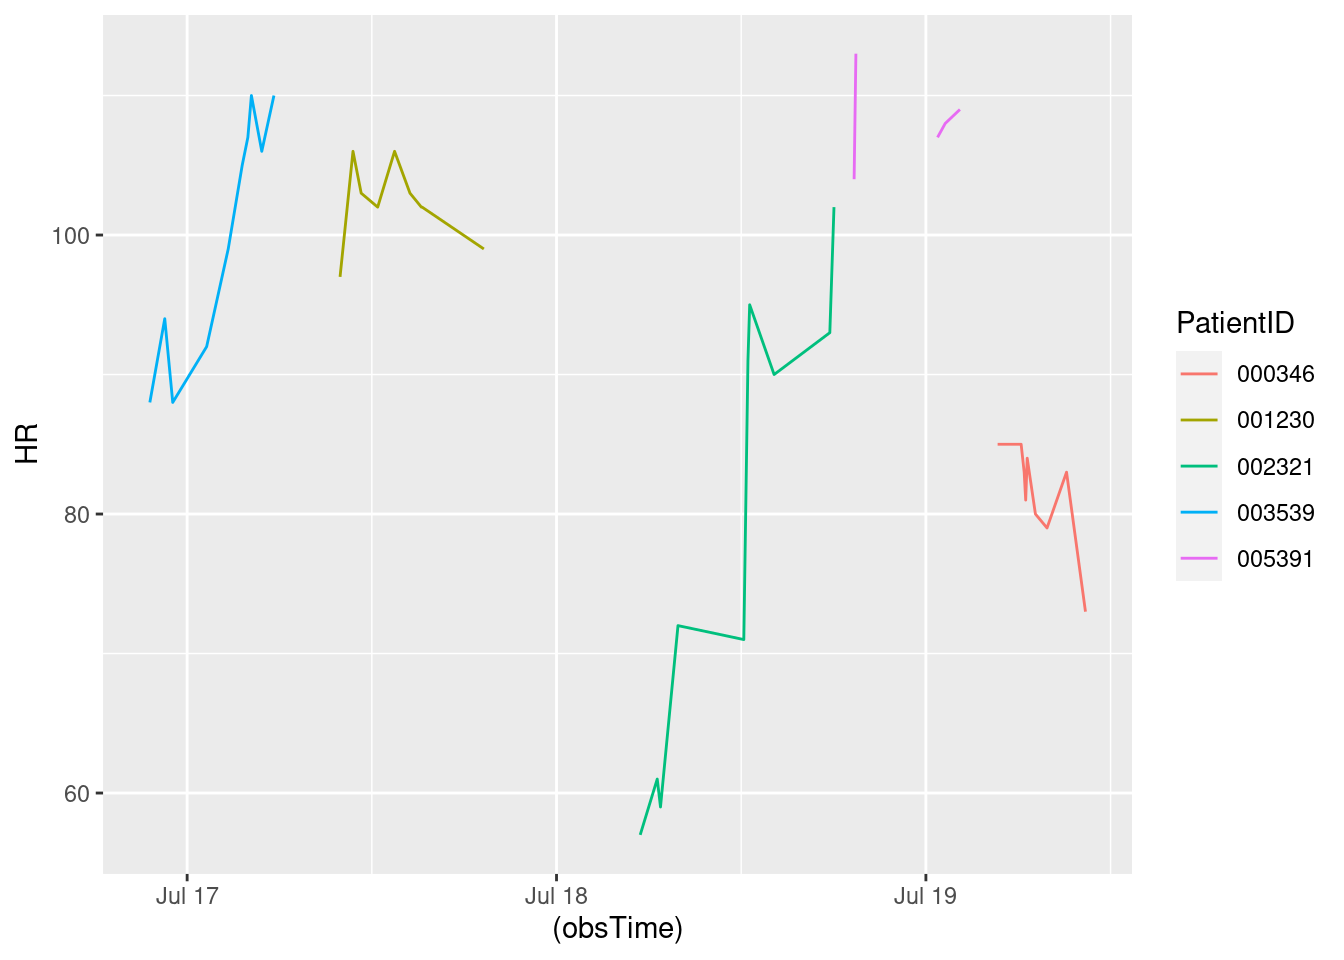 HR
100
80
60
Jul 17
Jul 18
Jul 19
(obsTime)
PatientID
000346
001230
002321
003539
005391